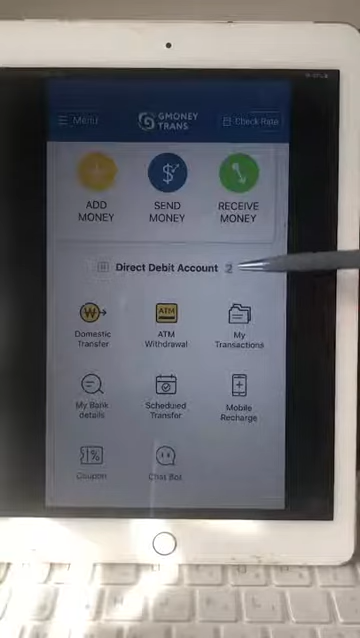 Menu
GMONEY
TRANS
Check Rate
ADD
MONEY
SEND
MONEY
RECEIVE
MONEY
Direct Debit Account 2
Domestic
Transfer
ATM
ATM
Withdrawal
My
Transactions
My Bank
details
Scheduled
Transfer
Mobile
Recharge
Coupon
Chat Bot